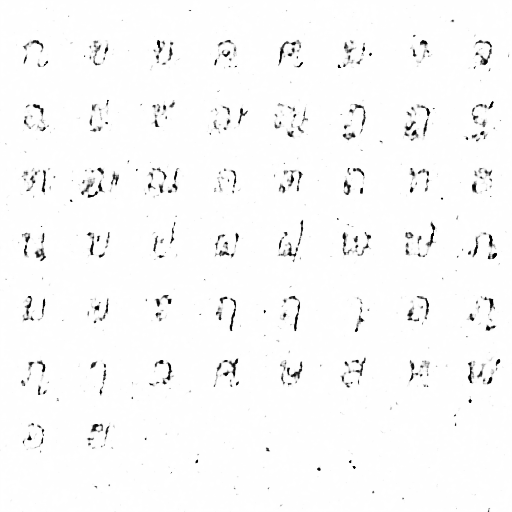 ก ข ฃ ค ฅ ฆ ง จ
ฉ ช ซ ฌ ญ ฎ ฏ ฐ
ฑ ฒ ณ ด ต ถ ท ธ
น บ ป ผ ฝ พ ฟ ภ
ม ย ร ฤ ล
ว ศ ษ ส ห ฬ
อ ฮ